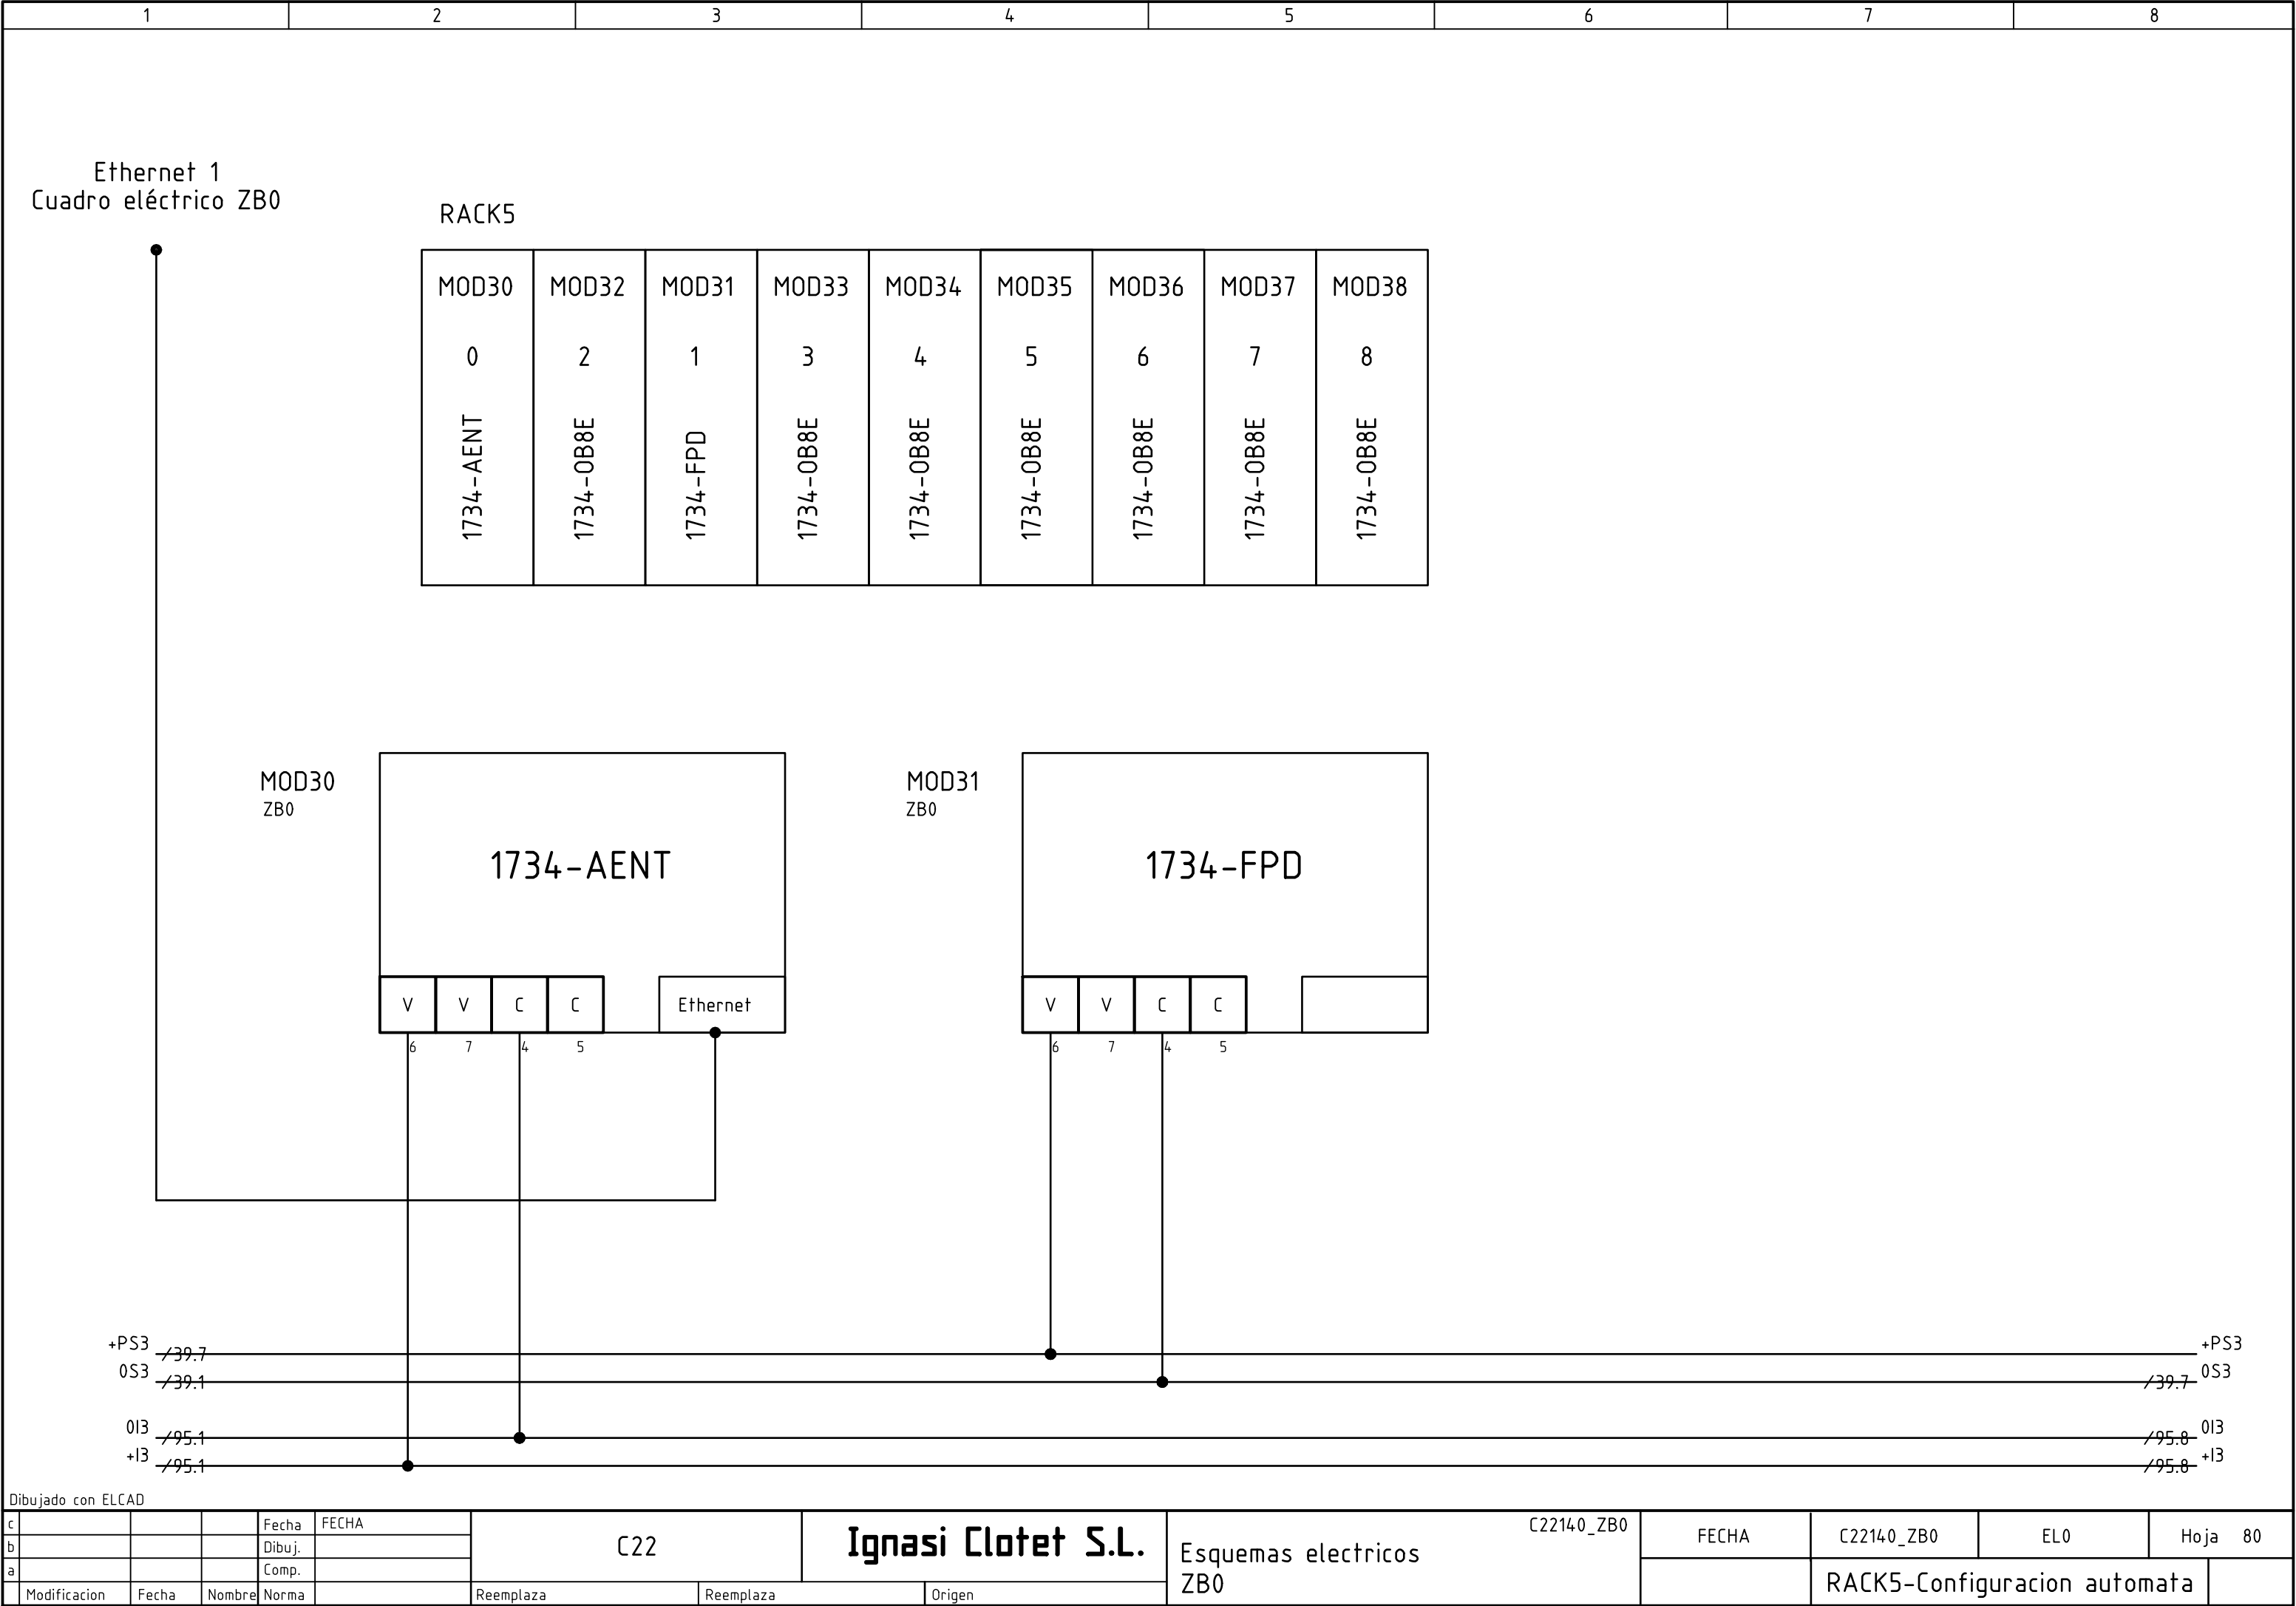 1 2 3 4 5 6 7 8
Ethernet 1
Cuadro eléctrico ZB0
RACK5
MOD30 MOD32 MOD31 MOD33 MOD34 MOD35 MOD36 MOD37 MOD38
0 2 1 3 4 5 6 7 8
1734-AENT 1734-OB8E 1734-FPD 1734-OB8E 1734-OB8E 1734-OB8E 1734-OB8E 1734-OB8E 1734-OB8E
MOD30
ZB0
1734-AENT
V V C C Ethernet
6 7 4 5
MOD31
ZB0
1734-FPD
V V C C
6 7 4 5
+PS3 /39.7 +PS3
0S3 /39.1 /39.7 0S3
0I3 /95.1 /95.8 0I3
+I3 /95.1 /95.8 +I3
Dibujado con ELCAD
c Fecha FECHA
b Dibuj.
a Comp.
Modificacion Fecha Nombre Norma
C22
Reemplaza Reemplaza Origen
Ignasi Clotet S.L.
C22140_ZB0
Esquemas electricos
ZB0
FECHA C22140_ZB0 EL0 Hoja 80
RACK5-Configuracion automata